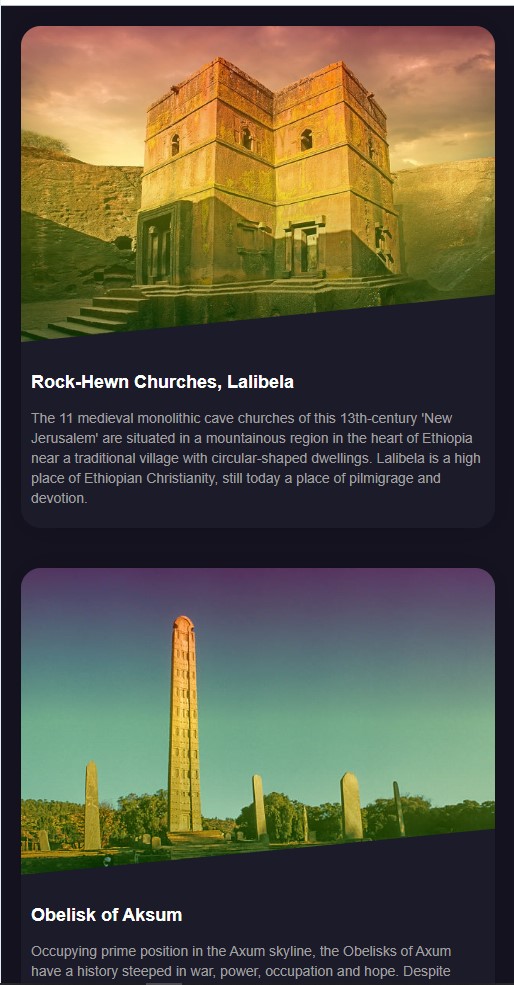 Rock-Hewn Churches, Lalibela
The 11 medieval monolithic cave churches of this 13th-century 'New
Jerusalem' are situated in a mountainous region in the heart of Ethiopia
near a traditional village with circular-shaped dwellings. Lalibela is a high
place of Ethiopian Christianity, still today a place of pilmigrage and
devotion.
Obelisk of Aksum
Occupying prime position in the Axum skyline, the Obelisks of Axum
have a history steeped in war, power, occupation and hope. Despite